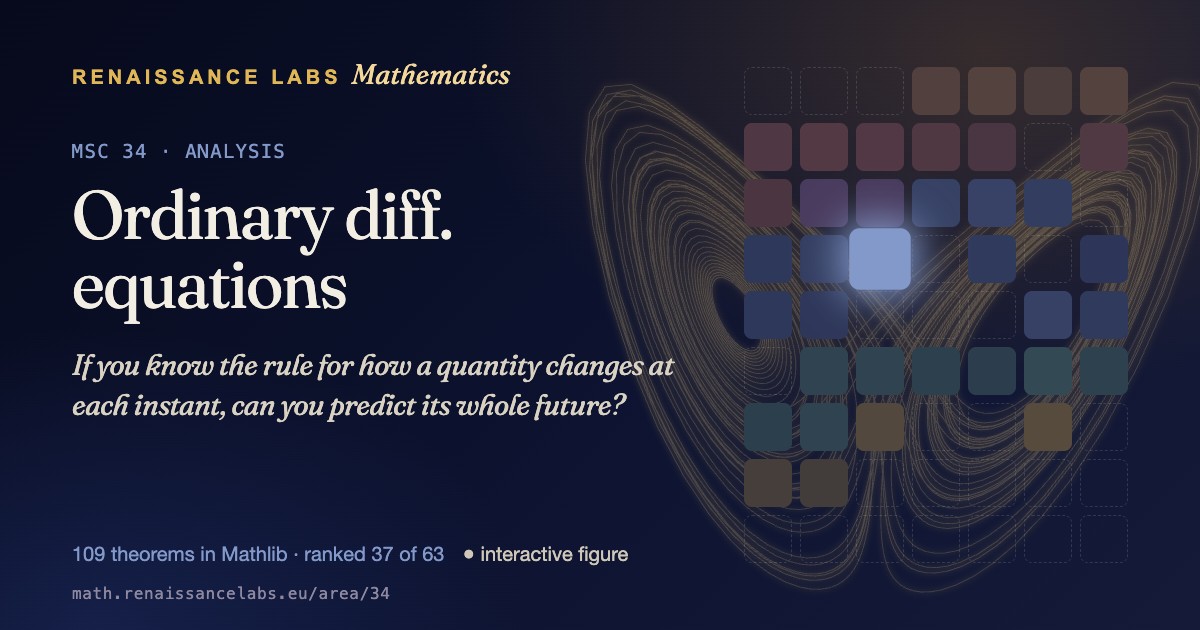 RENAISSANCE LABS Mathematics
MSC 34 · ANALYSIS
Ordinary diff.
equations
If you know the rule for how a quantity changes at
each instant, can you predict its whole future?
109 theorems in Mathlib · ranked 37 of 63 ● interactive figure
math.renaissancelabs.eu/area/34